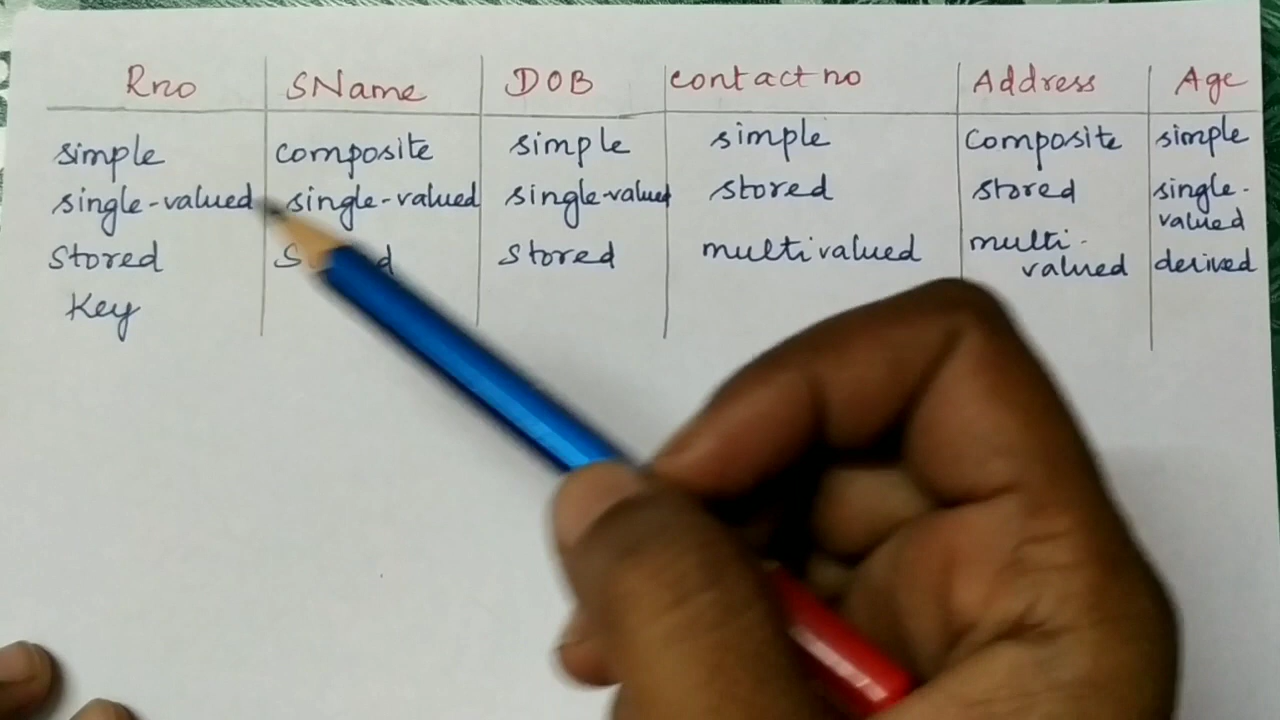 Rno SName DOB contact no Address Age
simple composite simple simple composite simple
single-valued single-valued single-valued stored stored single-
valued
Stored Stored multivalued multi- derived
valued
Key